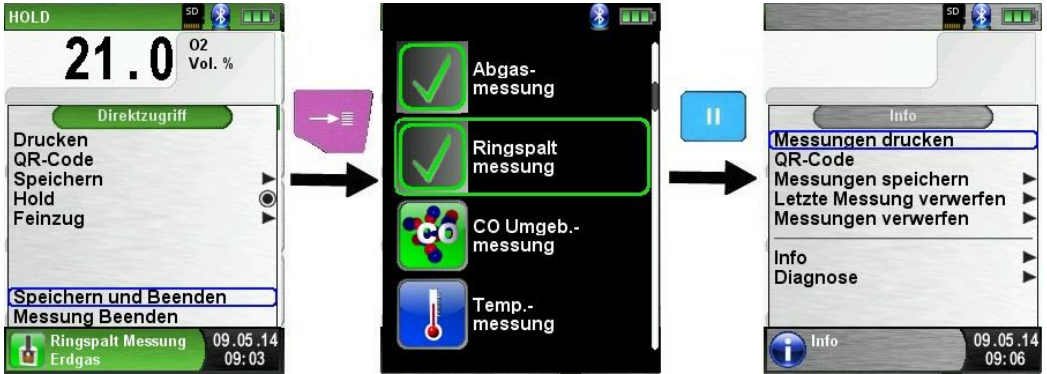 HOLD
SD
21.0
O2
Vol. %
Direktzugriff
Drucken
QR-Code
Speichern
Hold
Feinzug
Speichern und Beenden
Messung Beenden
Ringspalt Messung
Erdgas
09.05.14
09:03
Abgas-
messung
Ringspalt
messung
CO
CO Umgeb.-
messung
Temp.-
messung
SD
Info
Messungen drucken
QR-Code
Messungen speichern
Letzte Messung verwerfen
Messungen verwerfen
Info
Diagnose
Info
09.05.14
09:06